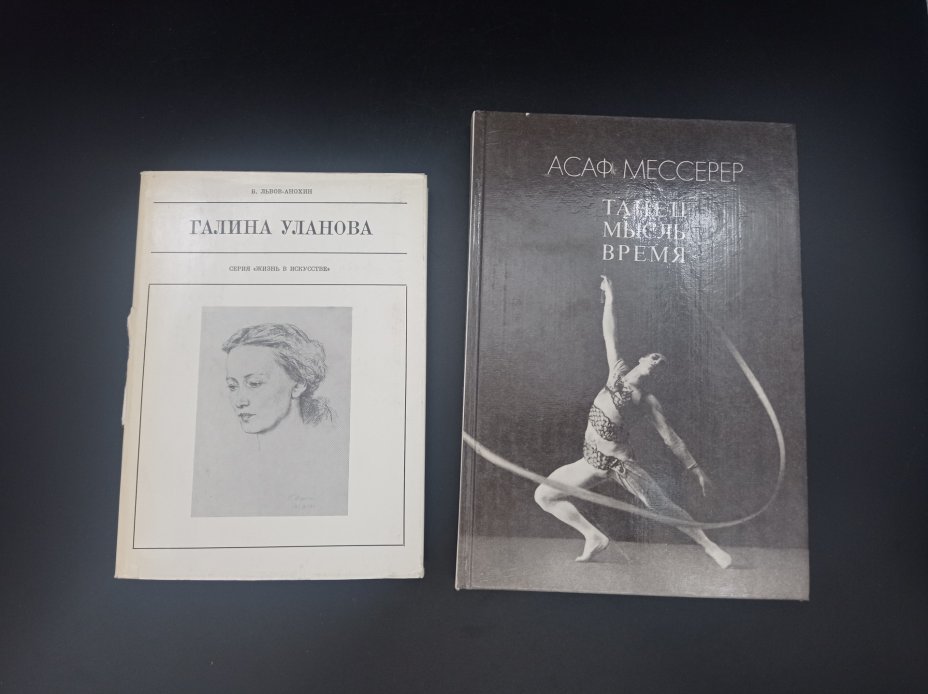 Б. ЛЬВОВ-АНОХИН
ГАЛИНА УЛАНОВА
СЕРИЯ «ЖИЗНЬ В ИСКУССТВЕ»
АСАФ МЕССЕРЕР
ТАНЕЦ
МЫСЛЬ
ВРЕМЯ